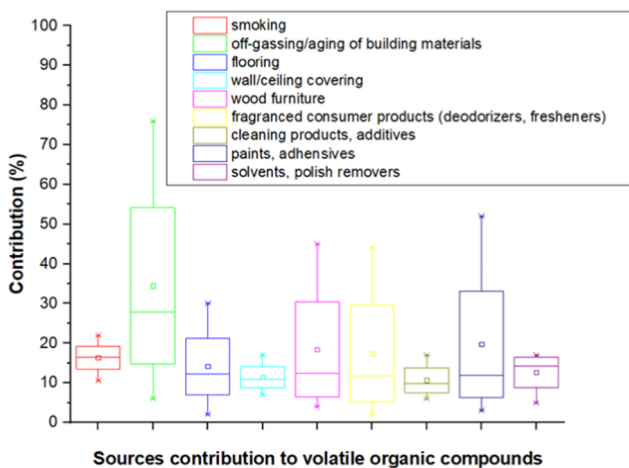 100
90
80
70
60
50
40
30
20
10
0
Contribution (%)
smoking
off-gassing/aging of building materials
flooring
wall/ceiling covering
wood furniture
fragranced consumer products (deodorizers, fresheners)
cleaning products, additives
paints, adhensives
solvents, polish removers
Sources contribution to volatile organic compounds